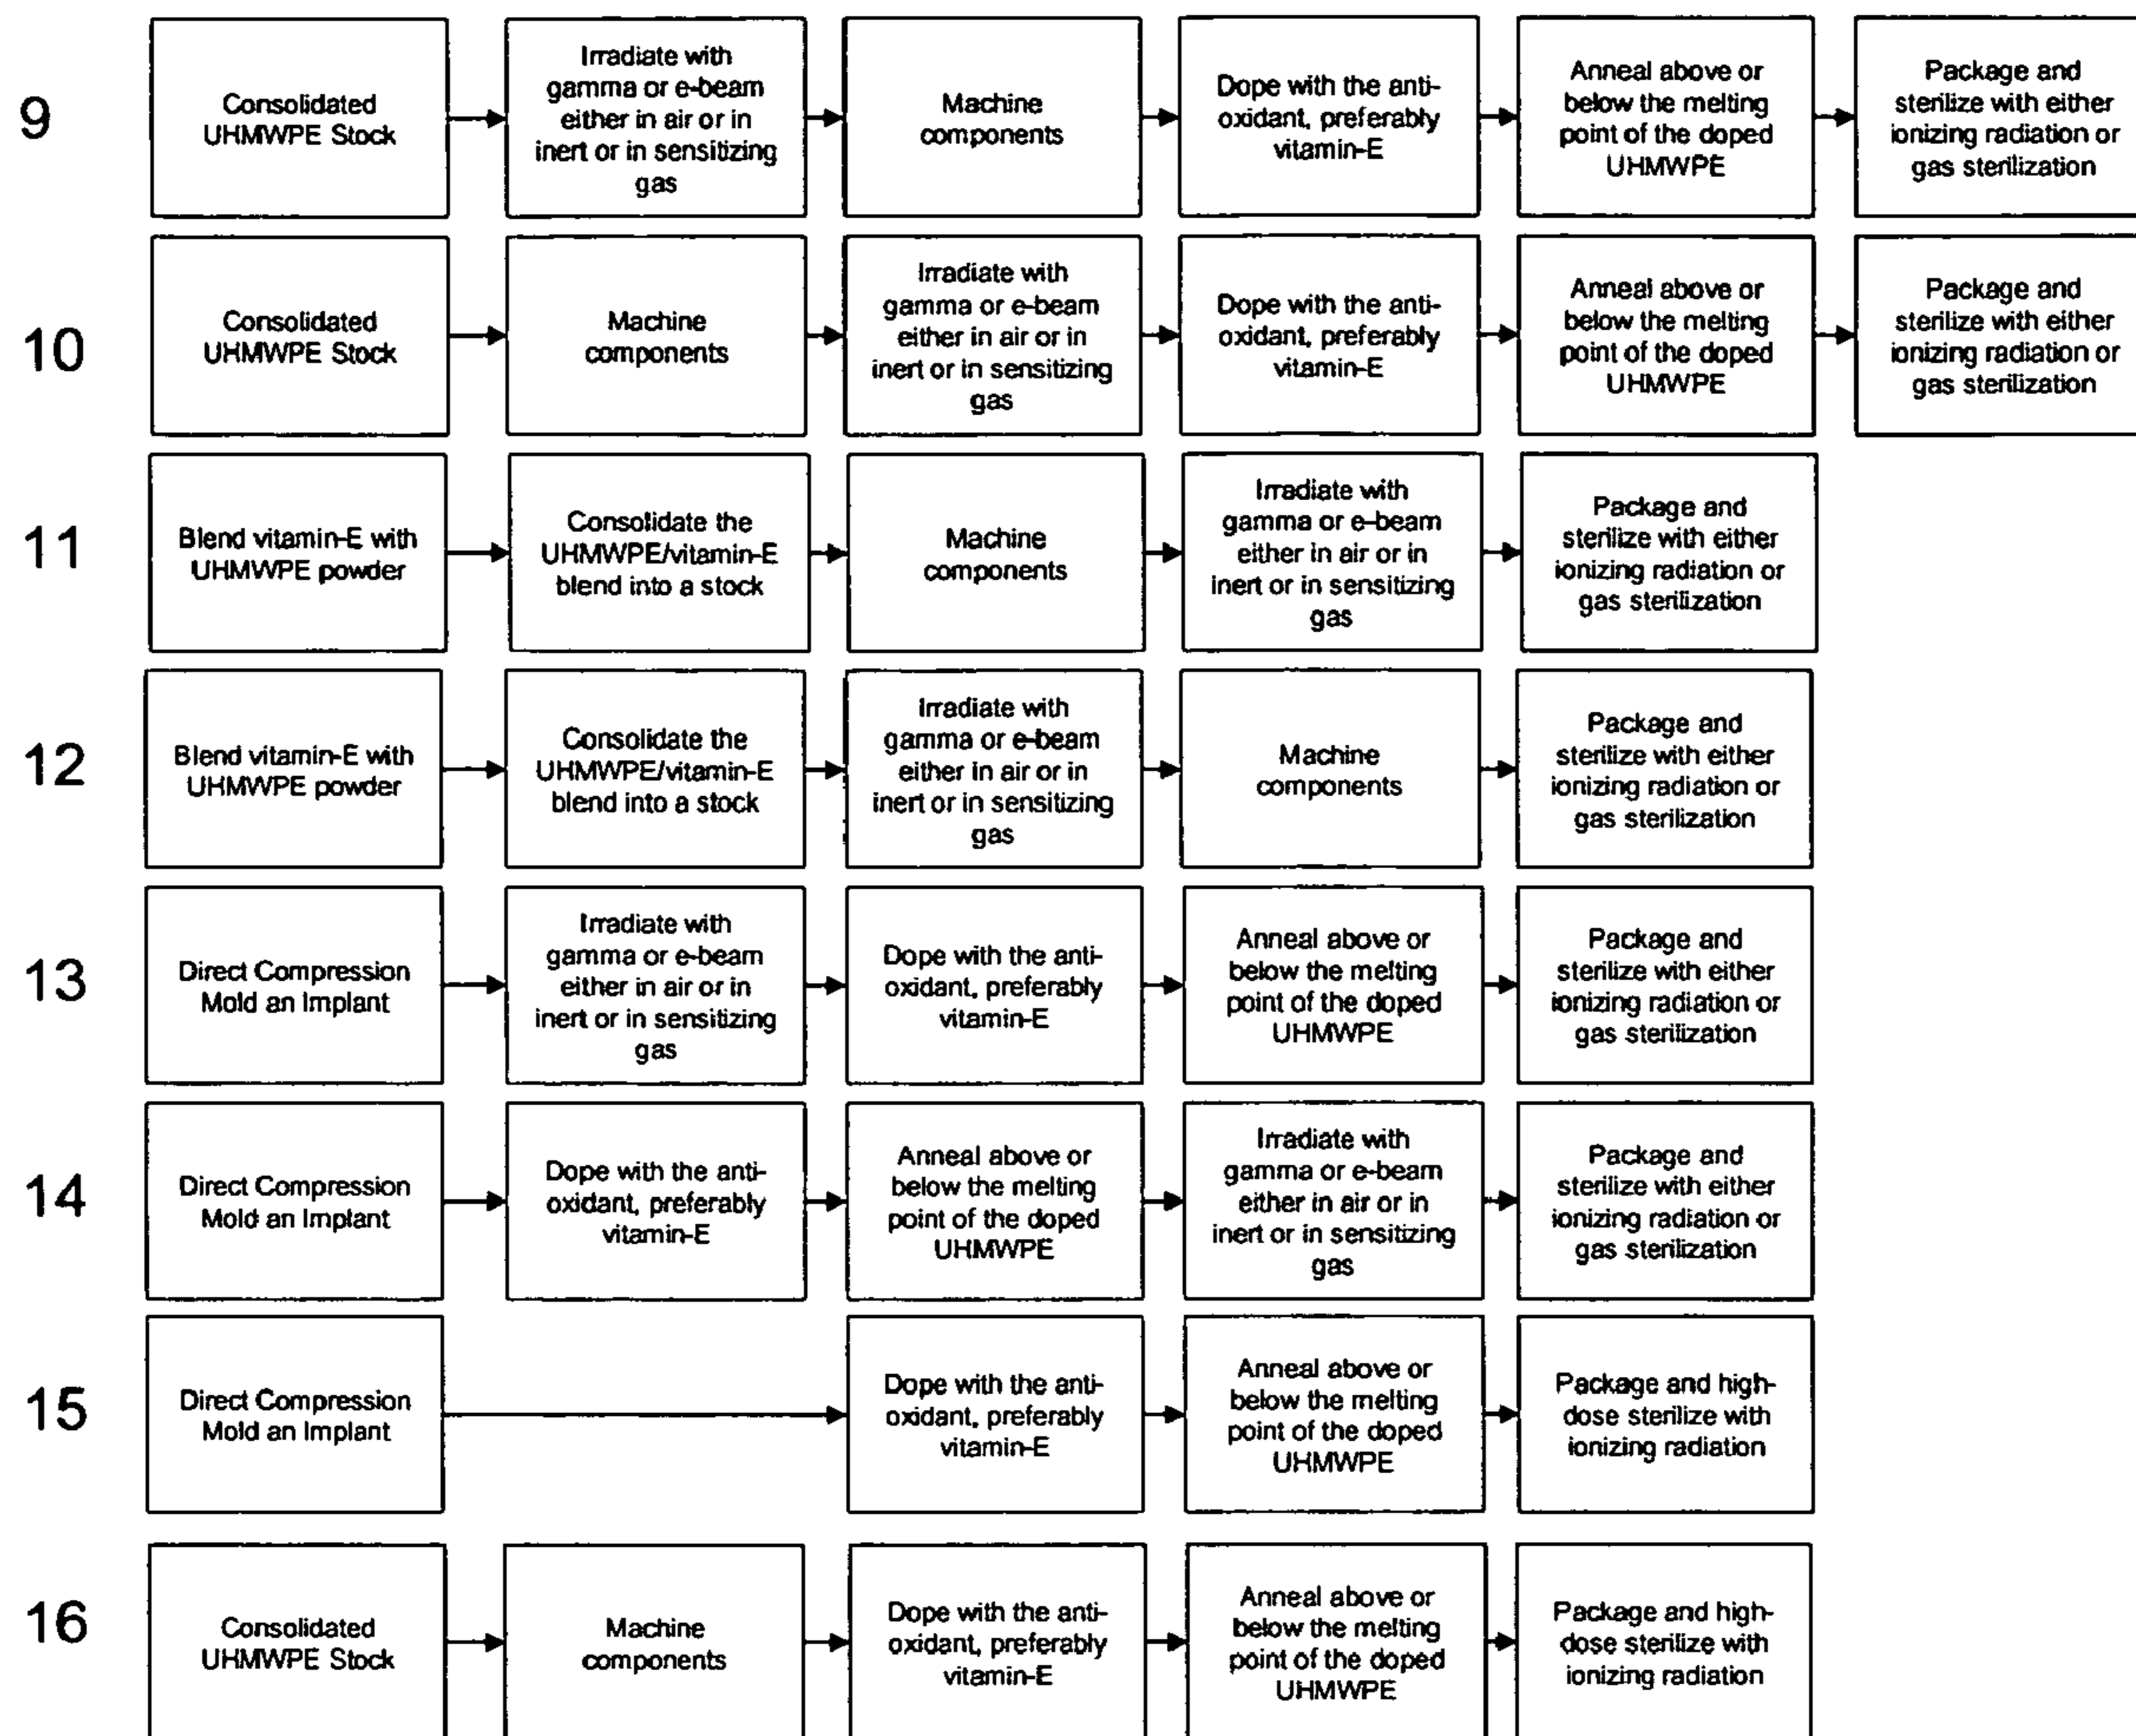 9
Consolidated
UHMWPE Stock
Irradiate with
gamma or e-beam
either in air or in
inert or in sensitizing
gas
Machine
components
Dope with the anti-
oxidant, preferably
vitamin-E
Anneal above or
below the melting
point of the doped
UHMWPE
Package and
sterilize with either
ionizing radiation or
gas sterilization
10
Consolidated
UHMWPE Stock
Machine
components
Irradiate with
gamma or e-beam
either in air or in
inert or in sensitizing
gas
Dope with the anti-
oxidant, preferably
vitamin-E
Anneal above or
below the melting
point of the doped
UHMWPE
Package and
sterilize with either
ionizing radiation or
gas sterilization
11
Blend vitamin-E with
UHMWPE powder
Consolidate the
UHMWPE/vitamin-E
blend into a stock
Machine
components
Irradiate with
gamma or e-beam
either in air or in
inert or in sensitizing
gas
Package and
sterilize with either
ionizing radiation or
gas sterilization
12
Blend vitamin-E with
UHMWPE powder
Consolidate the
UHMWPE/vitamin-E
blend into a stock
Irradiate with
gamma or e-beam
either in air or in
inert or in sensitizing
gas
Machine
components
Package and
sterilize with either
ionizing radiation or
gas sterilization
13
Direct Compression
Mold an Implant
Irradiate with
gamma or e-beam
either in air or in
inert or in sensitizing
gas
Dope with the anti-
oxidant, preferably
vitamin-E
Anneal above or
below the melting
point of the doped
UHMWPE
Package and
sterilize with either
ionizing radiation or
gas sterilization
14
Direct Compression
Mold an Implant
Dope with the anti-
oxidant, preferably
vitamin-E
Anneal above or
below the melting
point of the doped
UHMWPE
Irradiate with
gamma or e-beam
either in air or in
inert or in sensitizing
gas
Package and
sterilize with either
ionizing radiation or
gas sterilization
15
Direct Compression
Mold an Implant
Dope with the anti-
oxidant, preferably
vitamin-E
Anneal above or
below the melting
point of the doped
UHMWPE
Package and high-
dose sterilize with
ionizing radiation
16
Consolidated
UHMWPE Stock
Machine
components
Dope with the anti-
oxidant, preferably
vitamin-E
Anneal above or
below the melting
point of the doped
UHMWPE
Package and high-
dose sterilize with
ionizing radiation